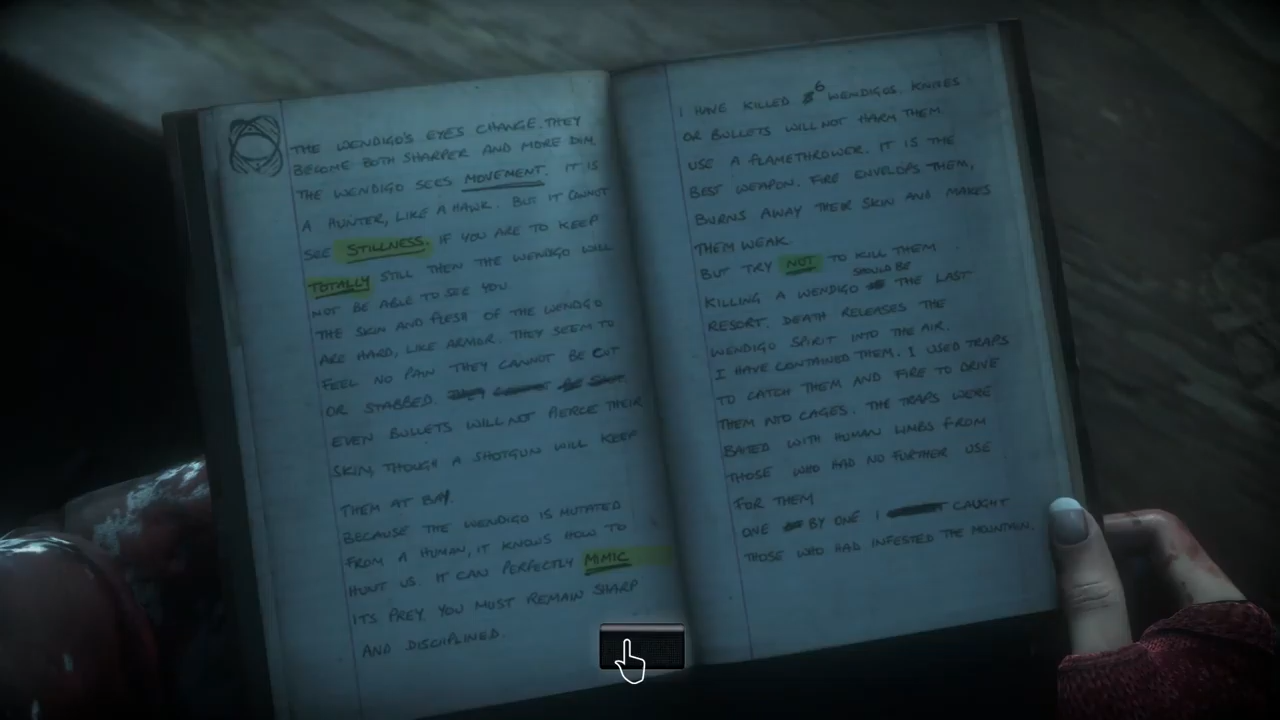 THE WENDIGO'S EYES CHANGE. THEY
BECOME BOTH SHARPER AND MORE DIM.
THE WENDIGO SEES MOVEMENT. IT IS
A HUNTER, LIKE A HAWK. BUT IT CANNOT
SEE STILLNESS. IF YOU ARE TO KEEP
TOTALLY STILL THEN THE WENDIGO WILL
NOT BE ABLE TO SEE YOU.
THE SKIN AND FLESH OF THE WENDIGO
ARE HARD, LIKE ARMOR. THEY SEEM TO
FEEL NO PAIN THEY CANNOT BE CUT
OR STABBED.
EVEN BULLETS WILL NOT PIERCE THEIR
SKIN, THOUGH A SHOTGUN WILL KEEP
THEM AT BAY.
BECAUSE THE WENDIGO IS MUTATED
FROM A HUMAN, IT KNOWS HOW TO
HUNT US. IT CAN PERFECTLY MIMIC
ITS PREY. YOU MUST REMAIN SHARP
AND DISCIPLINED.
I HAVE KILLED 6 WENDIGOS. KNIVES
OR BULLETS WILL NOT HARM THEM
USE A FLAMETHROWER. IT IS THE
BEST WEAPON. FIRE ENVELOPS THEM,
BURNS AWAY THEIR SKIN AND MAKES
THEM WEAK.
BUT TRY NOT TO KILL THEM
KILLING A WENDIGO SHOULD BE THE LAST
RESORT. DEATH RELEASES THE
WENDIGO SPIRIT INTO THE AIR.
I HAVE CONTAINED THEM. I USED TRAPS
TO CATCH THEM AND FIRE TO DRIVE
THEM INTO CAGES. THE TRAPS WERE
BAITED WITH HUMAN LIMBS FROM
THOSE WHO HAD NO FURTHER USE
FOR THEM
ONE BY ONE I CAUGHT
THOSE WHO HAD INFESTED THE MOUNTAIN.